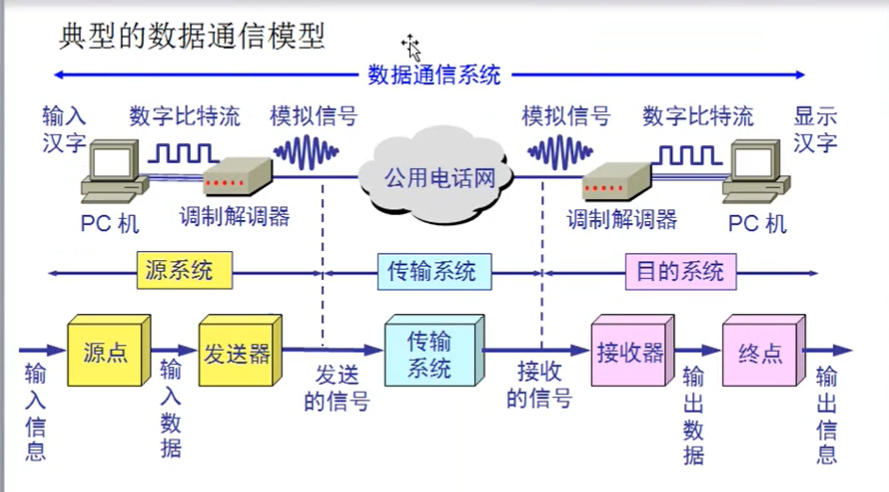 典型的数据通信模型
数据通信系统
输入
汉字
数字比特流
模拟信号
模拟信号
数字比特流
显示
汉字
公用电话网
PC 机
调制解调器
调制解调器
PC 机
源系统
传输系统
目的系统
源点
发送器
传输
系统
接收器
终点
输入信息
输入数据
发送
的信号
接收
的信号
输出数据
输出信息